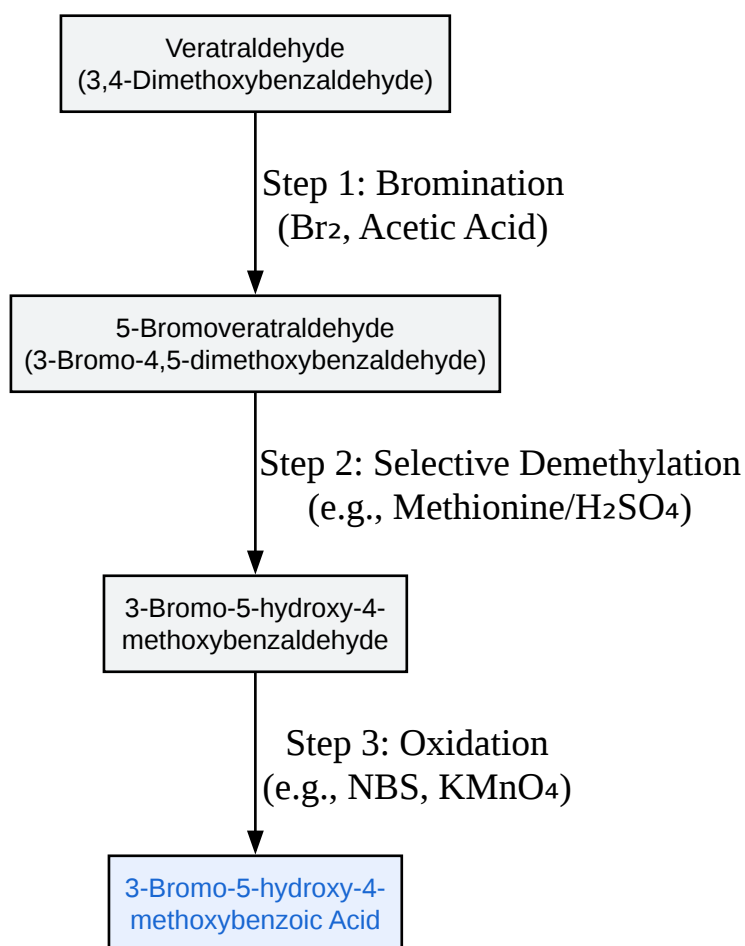 Veratraldehyde
(3,4-Dimethoxybenzaldehyde)
Step 1: Bromination
(Br₂, Acetic Acid)
5-Bromoveratraldehyde
(3-Bromo-4,5-dimethoxybenzaldehyde)
Step 2: Selective Demethylation
(e.g., Methionine/H₂SO₄)
3-Bromo-5-hydroxy-4-
methoxybenzaldehyde
Step 3: Oxidation
(e.g., NBS, KMnO₄)
3-Bromo-5-hydroxy-4-
methoxybenzoic Acid